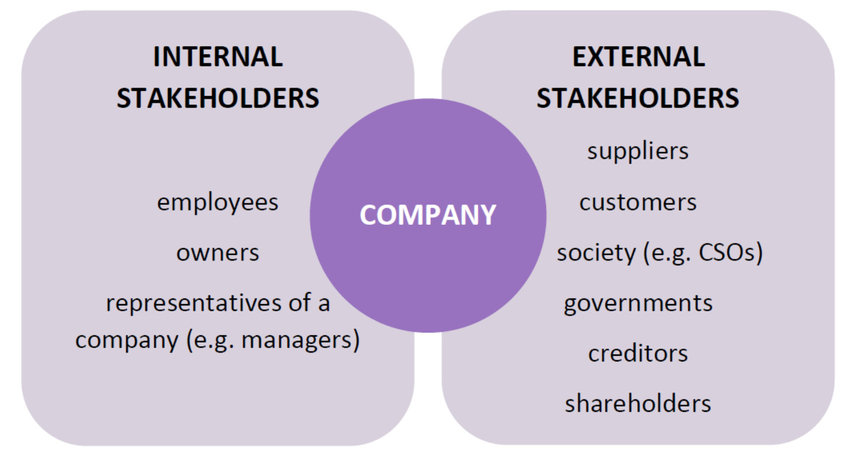 INTERNAL
STAKEHOLDERS
employees
owners
representatives of a
company (e.g. managers)
COMPANY
EXTERNAL
STAKEHOLDERS
suppliers
customers
society (e.g. CSOs)
governments
creditors
shareholders